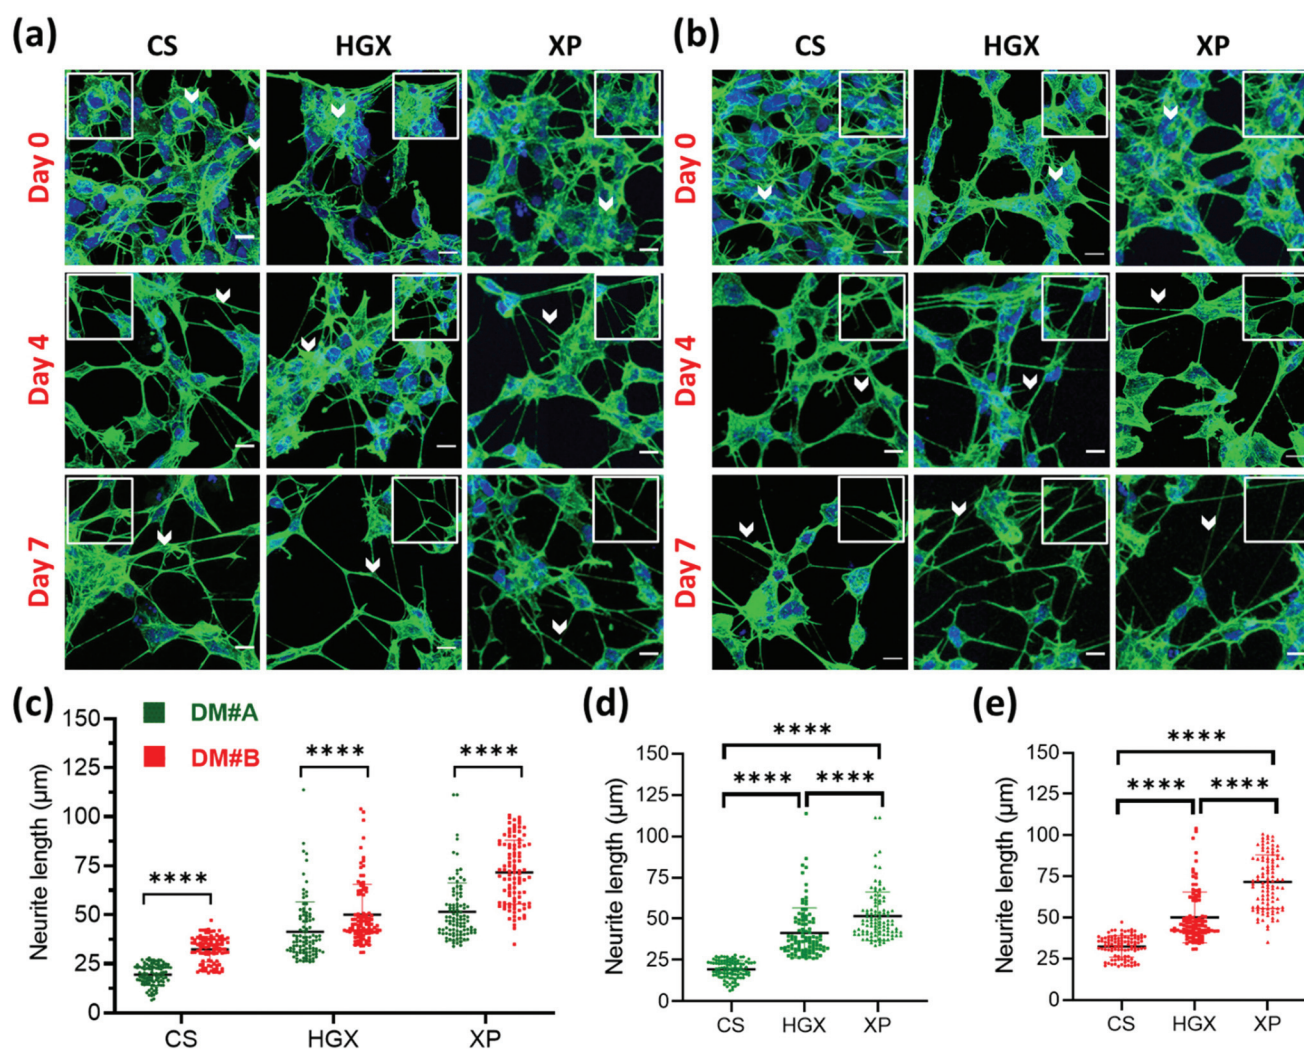 (a) CS HGX XP (b) CS HGX XP
Day 0 Day 0
Day 4 Day 4
Day 7 Day 7
(c) DM#A
DM#B
Neurite length (μm)
150
125
100
75
50
25
0
****
****
****
CS HGX XP
(d)
Neurite length (μm)
150
125
100
75
50
25
0
****
**** ****
CS HGX XP
(e)
Neurite length (μm)
150
125
100
75
50
25
0
****
**** ****
CS HGX XP